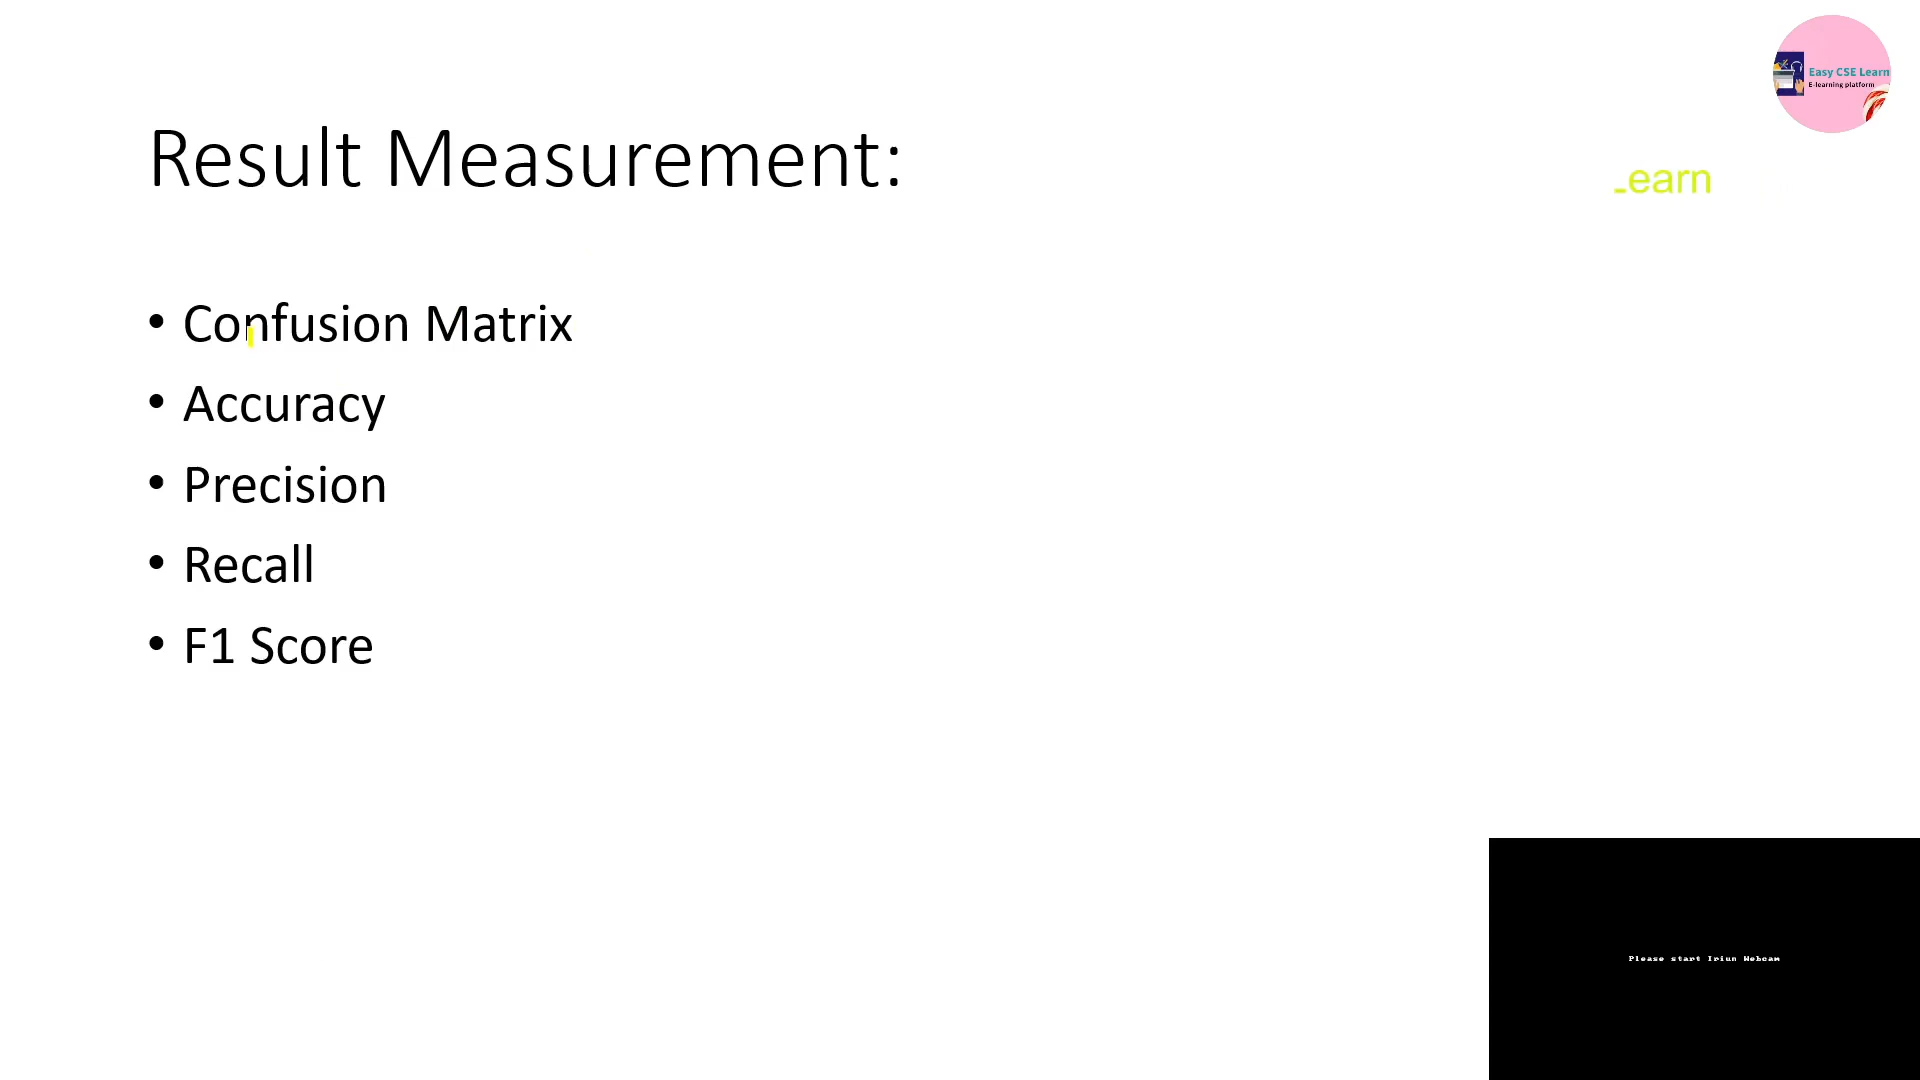 Easy CSE Learn
E-learning platform
Result Measurement:
earn
• Confusion Matrix
• Accuracy
• Precision
• Recall
• F1 Score
Please start Iriun Webcam